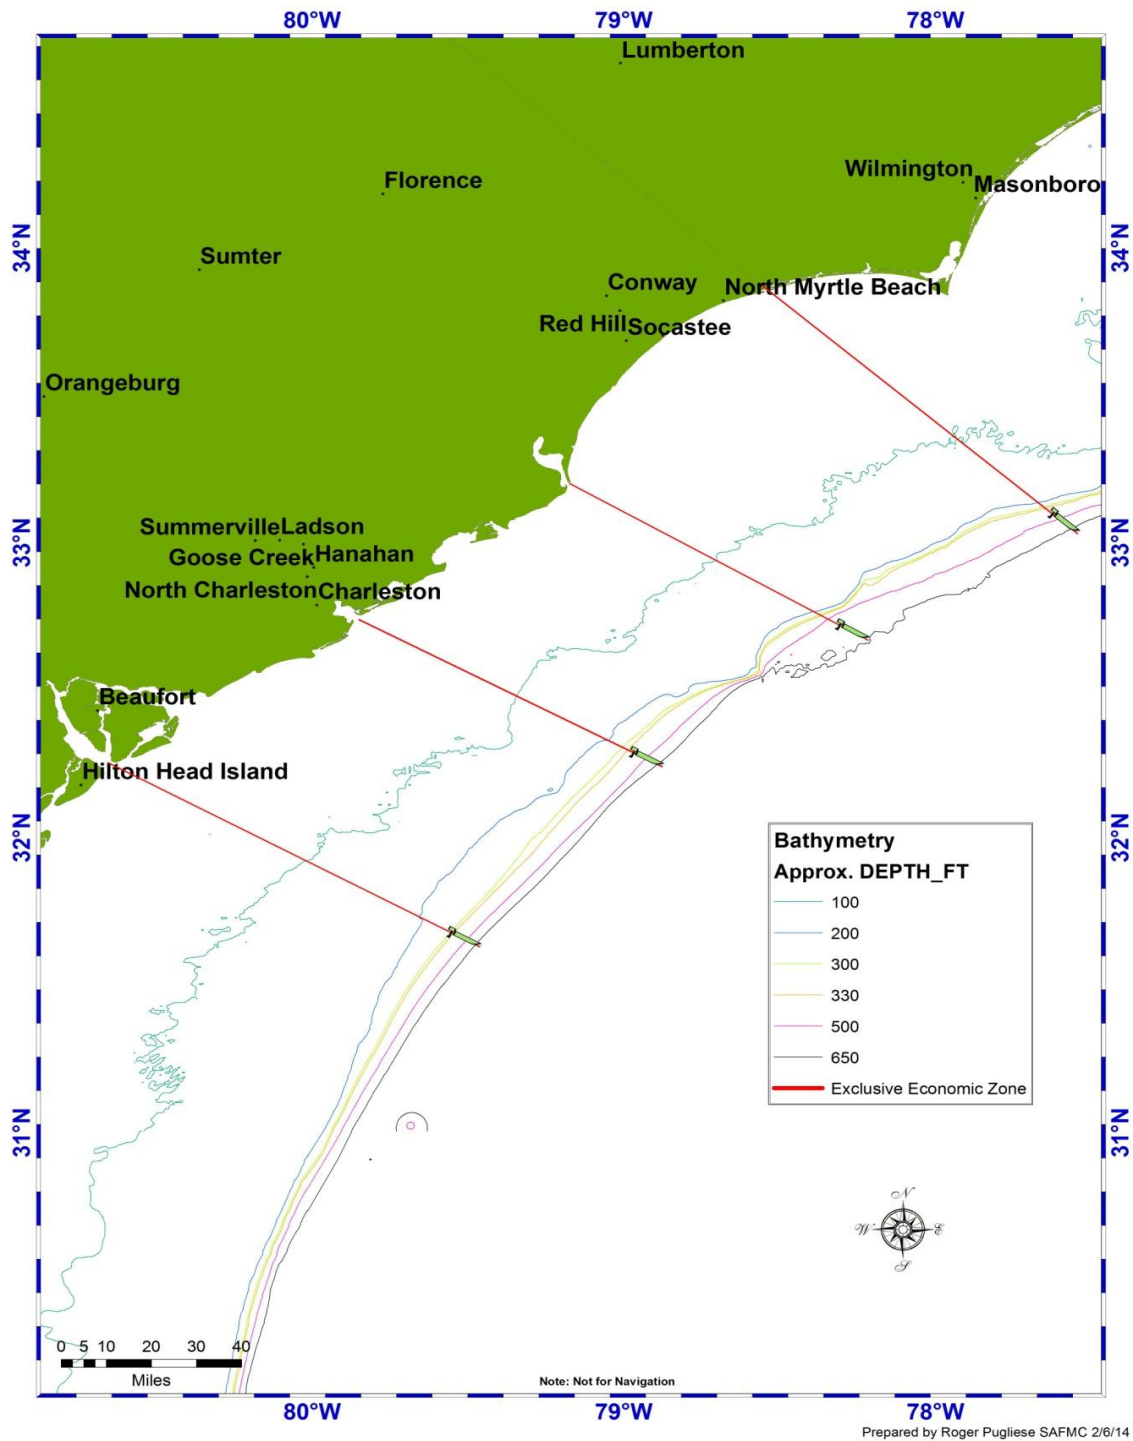 80°W 79°W 78°W
Lumberton
Wilmington
Masonboro
Florence
34°N 34°N
Sumter
Conway
North Myrtle Beach
Red Hill
Socastee
Orangeburg
Summerville
Ladson
33°N 33°N
Goose Creek
Hanahan
North Charleston
Charleston
Beaufort
Hilton Head Island
32°N 32°N
Bathymetry
Approx. DEPTH_FT
100
200
300
330
500
650
Exclusive Economic Zone
31°N 31°N
N
W E
S
0 5 10 20 30 40
Miles
Note: Not for Navigation
80°W 79°W 78°W
Prepared by Roger Pugliese SAFMC 2/6/14